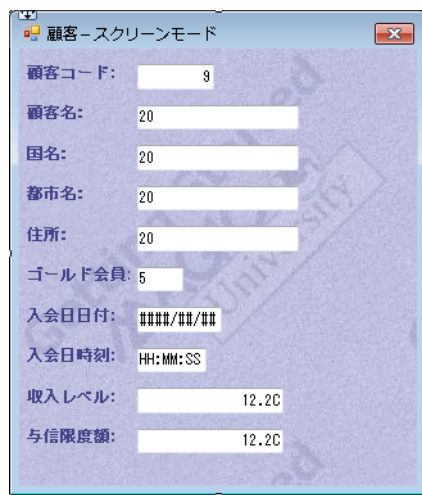 顧客－スクリーンモード
顧客コード: 9
顧客名: 20
国名: 20
都市名: 20
住所: 20
ゴールド会員: 5
入会日日付: ####/##/##
入会日時刻: HH:MM:SS
収入レベル: 12.2C
与信限度額: 12.2C
University